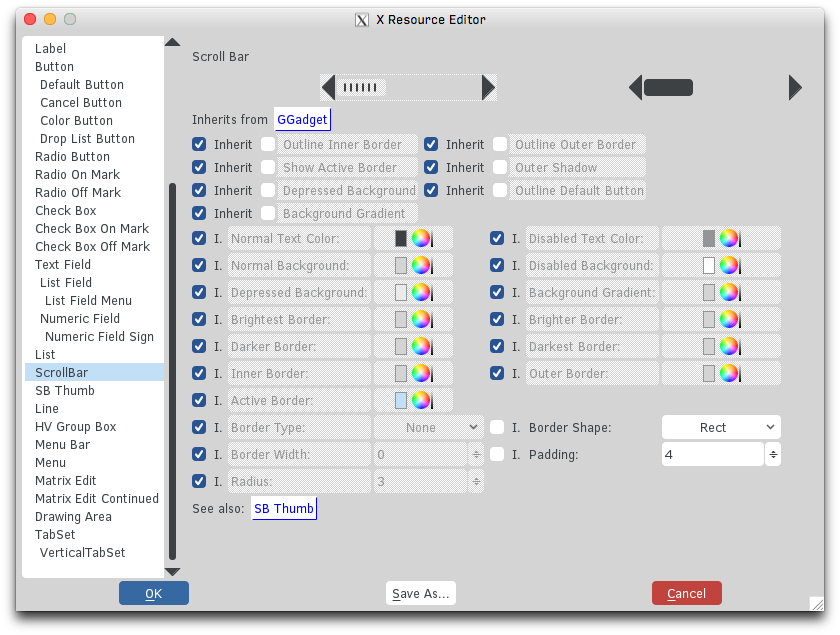 X Resource Editor
Label
Button
Default Button
Cancel Button
Color Button
Drop List Button
Radio Button
Radio On Mark
Radio Off Mark
Check Box
Check Box On Mark
Check Box Off Mark
Text Field
List Field
List Field Menu
Numeric Field
Numeric Field Sign
List
ScrollBar
SB Thumb
Line
HV Group Box
Menu Bar
Menu
Matrix Edit
Matrix Edit Continued
Drawing Area
TabSet
VerticalTabSet
Scroll Bar
Inherits from GGadget
Inherit Outline Inner Border Inherit Outline Outer Border
Inherit Show Active Border Inherit Outer Shadow
Inherit Depressed Background Inherit Outline Default Button
Inherit Background Gradient
I. Normal Text Color: I. Disabled Text Color:
I. Normal Background: I. Disabled Background:
I. Depressed Background: I. Background Gradient:
I. Brightest Border: I. Brighter Border:
I. Darker Border: I. Darkest Border:
I. Inner Border: I. Outer Border:
I. Active Border:
I. Border Type: None I. Border Shape: Rect
I. Border Width: 0 I. Padding: 4
I. Radius: 3
See also: SB Thumb
OK Save As... Cancel